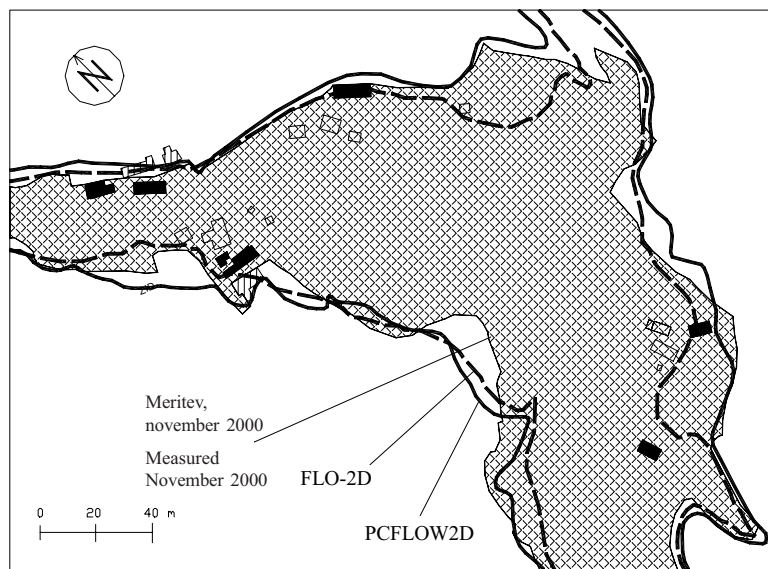 N
Meritev,
november 2000
Measured
November 2000
FLO-2D
PCFLOW2D
0 20 40 m